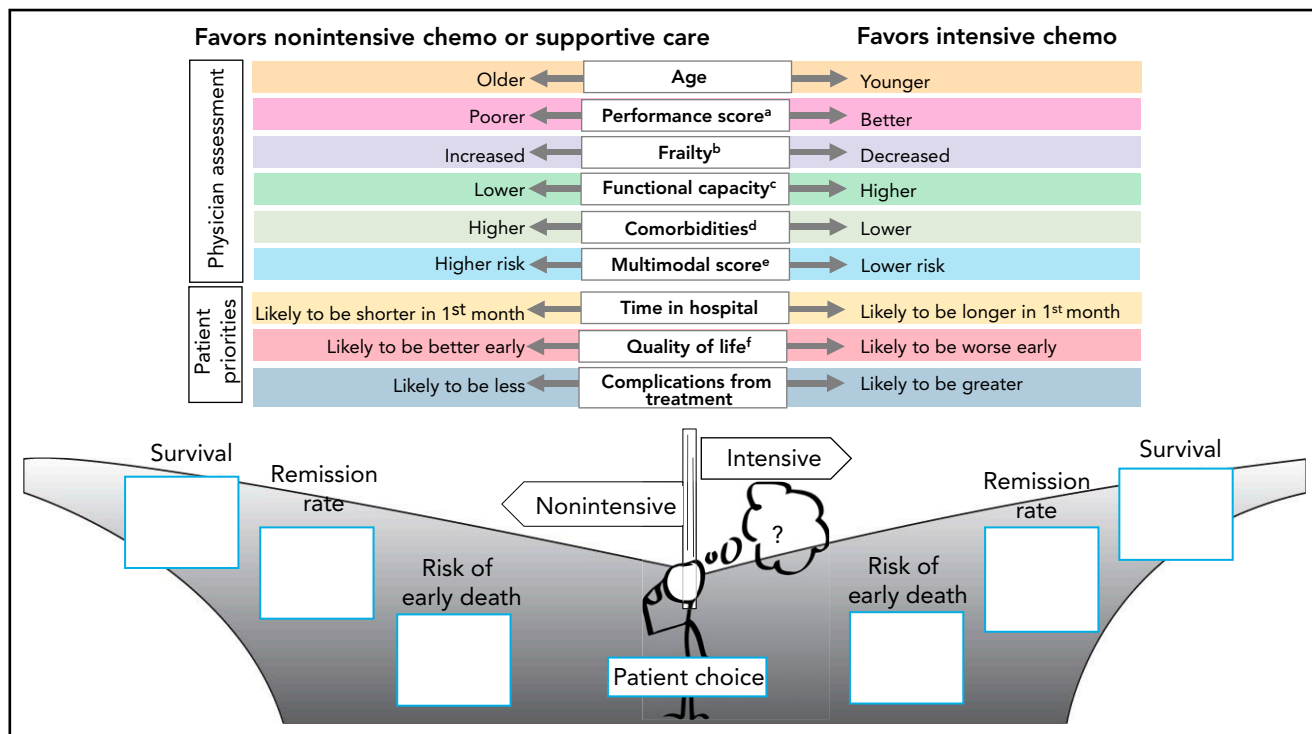 Favors nonintensive chemo or supportive care
Favors intensive chemo
Physician assessment
Older
Age
Younger
Poorer
Performance scoreᵃ
Better
Increased
Frailtyᵇ
Decreased
Lower
Functional capacityᶜ
Higher
Higher
Comorbiditiesᵈ
Lower
Higher risk
Multimodal scoreᵉ
Lower risk
Patient
priorities
Likely to be shorter in 1st month
Time in hospital
Likely to be longer in 1st month
Likely to be better early
Quality of lifeᶠ
Likely to be worse early
Likely to be less
Complications from
treatment
Likely to be greater
Survival
Remission
rate
Risk of
early death
Nonintensive
Intensive
?
Patient choice
Risk of
early death
Remission
rate
Survival